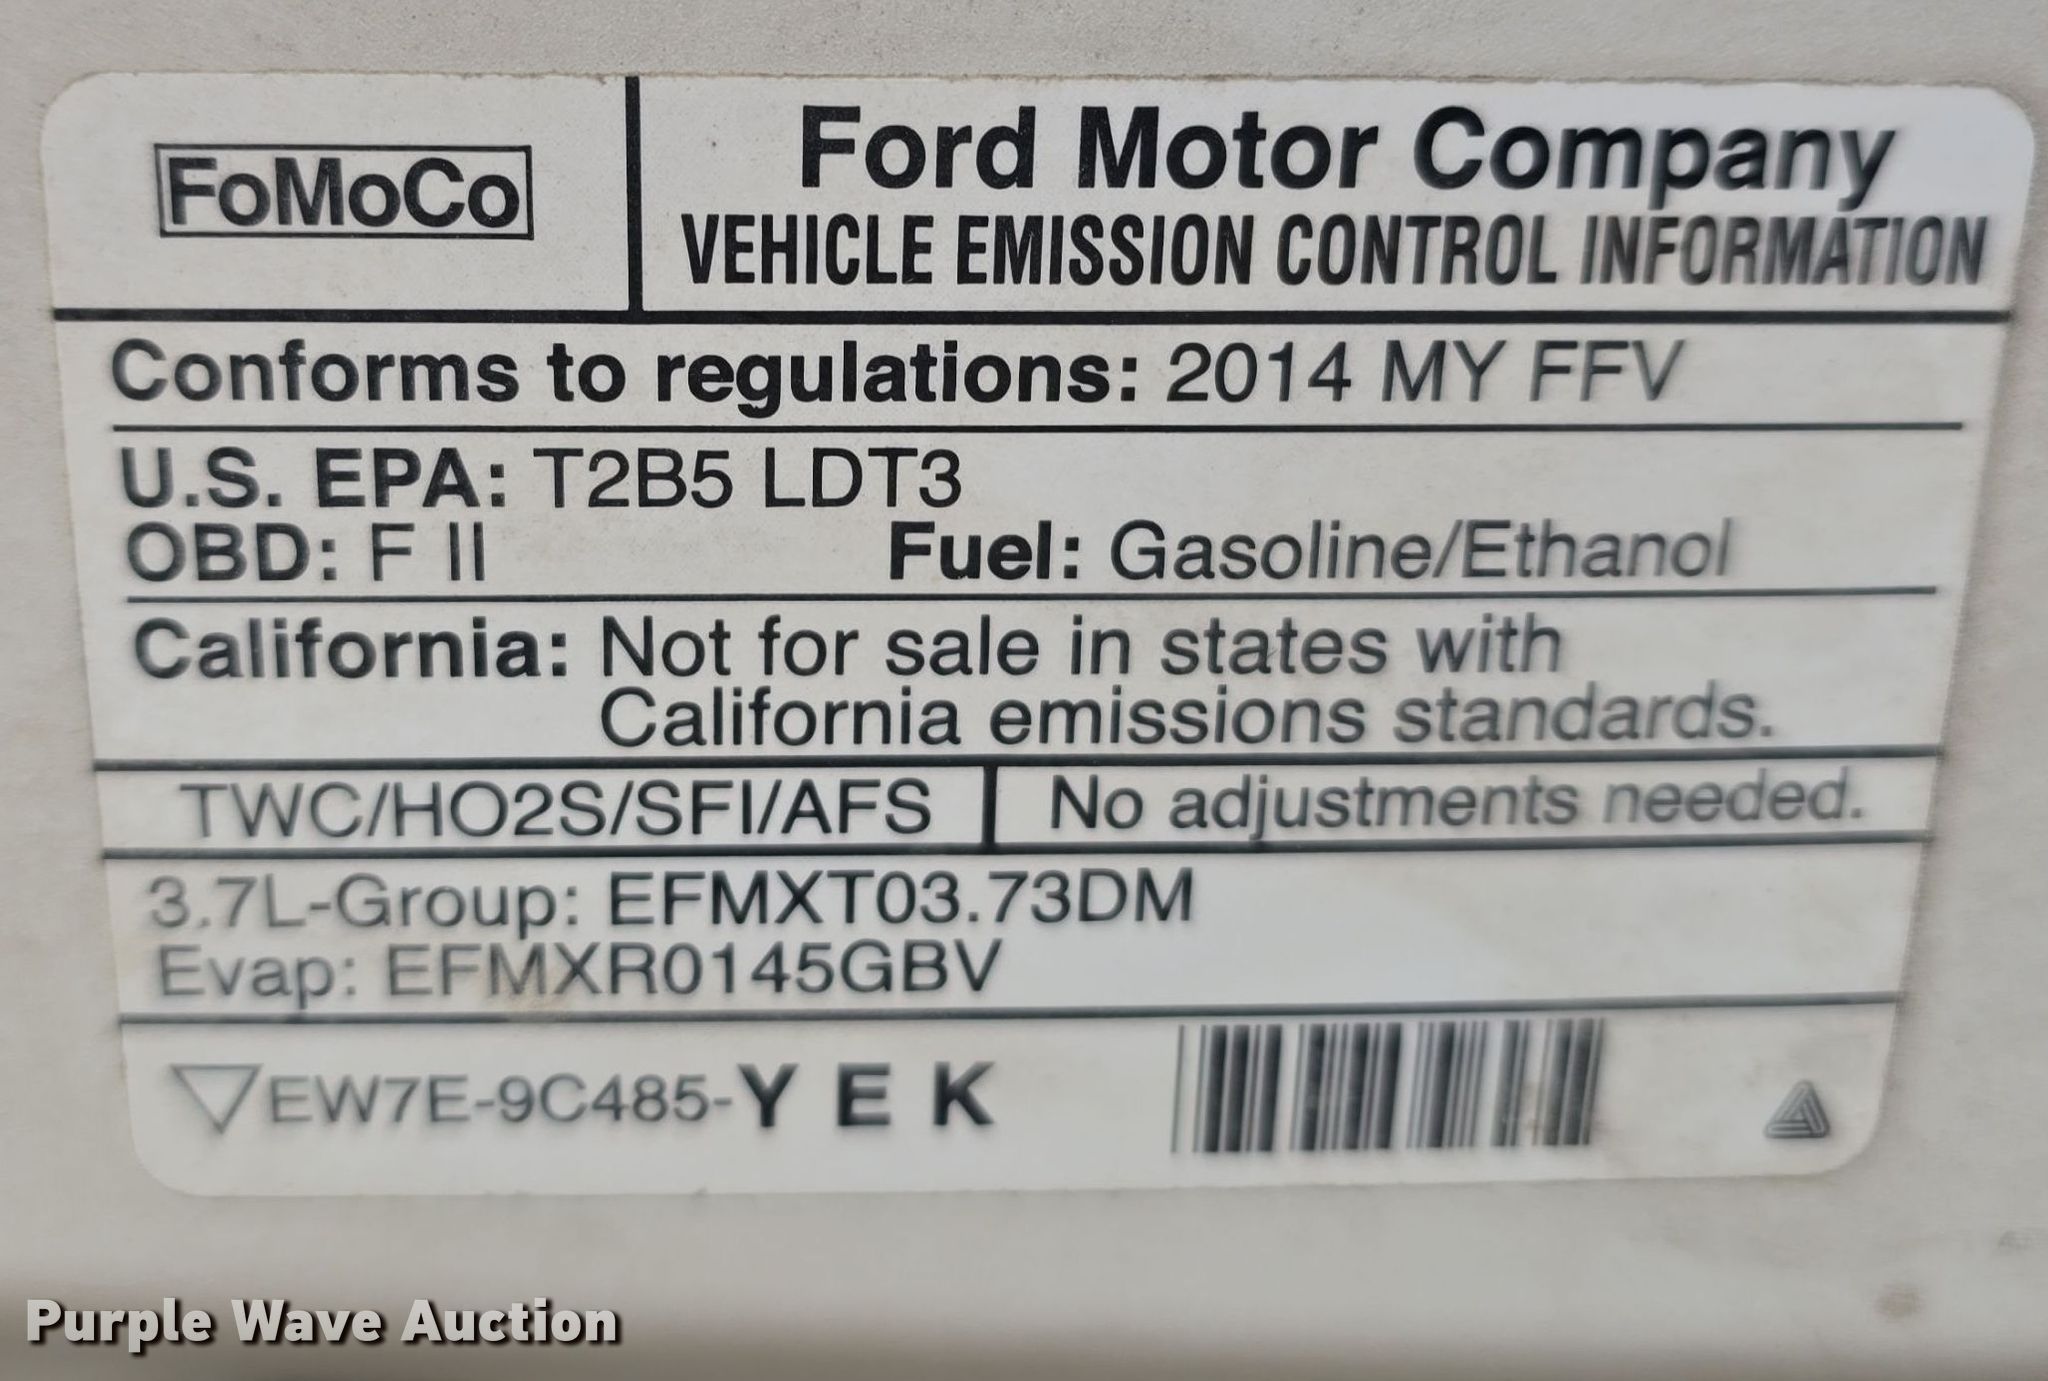 FoMoCo
Ford Motor Company
VEHICLE EMISSION CONTROL INFORMATION
Conforms to regulations: 2014 MY FFV
U.S. EPA: T2B5 LDT3
OBD: F II Fuel: Gasoline/Ethanol
California: Not for sale in states with
California emissions standards.
TWC/HO2S/SFI/AFS No adjustments needed.
3.7L-Group: EFMXT03.73DM
Evap: EFMXR0145GBV
EW7E-9C485-Y E K
Purple Wave Auction